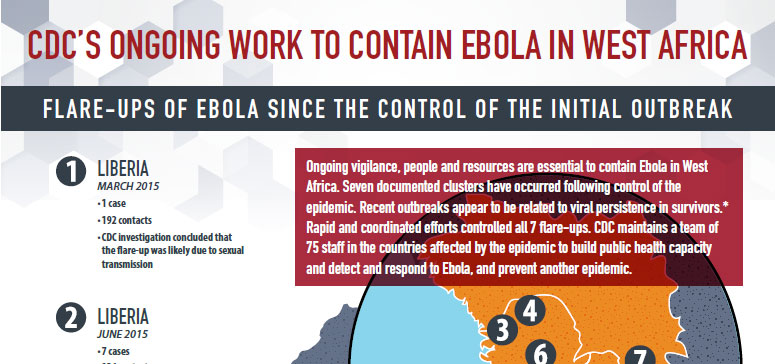 CDC'S ONGOING WORK TO CONTAIN EBOLA IN WEST AFRICA
FLARE-UPS OF EBOLA SINCE THE CONTROL OF THE INITIAL OUTBREAK
1 LIBERIA
MARCH 2015
• 1 case
• 192 contacts
• CDC investigation concluded that
the flare-up was likely due to sexual
transmission
2 LIBERIA
JUNE 2015
• 7 cases
Ongoing vigilance, people and resources are essential to contain Ebola in West
Africa. Seven documented clusters have occurred following control of the
epidemic. Recent outbreaks appear to be related to viral persistence in survivors.*
Rapid and coordinated efforts controlled all 7 flare-ups. CDC maintains a team of
75 staff in the countries affected by the epidemic to build public health capacity
and detect and respond to Ebola, and prevent another epidemic.
4
3
6
7